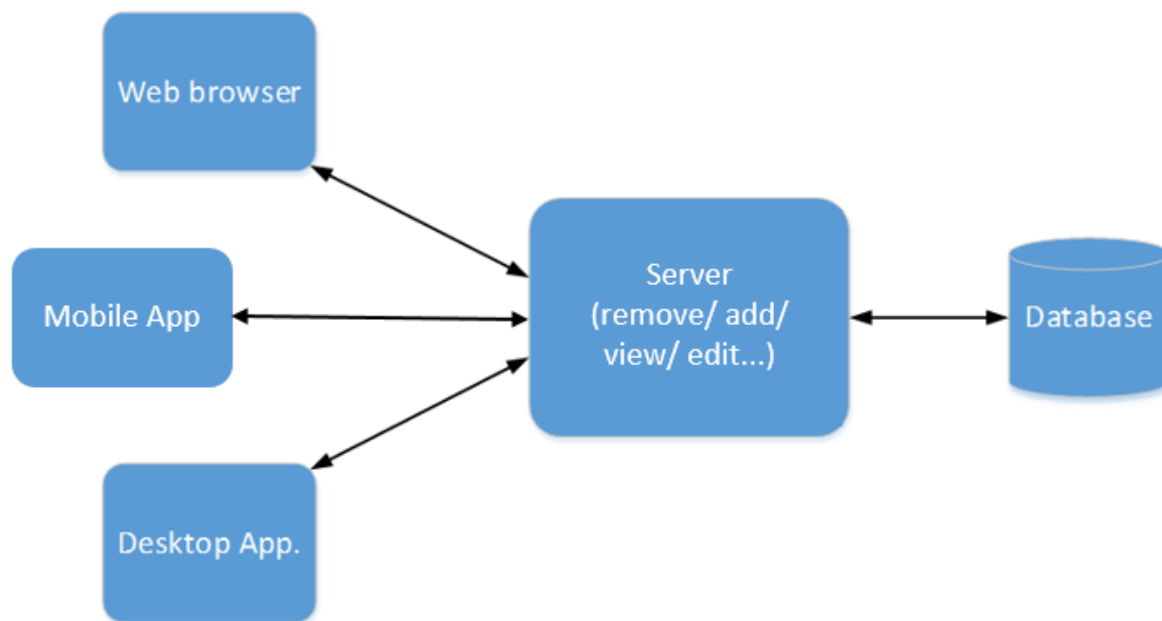 Web browser
Mobile App
Desktop App.
Server
(remove/ add/
view/ edit...)
Database